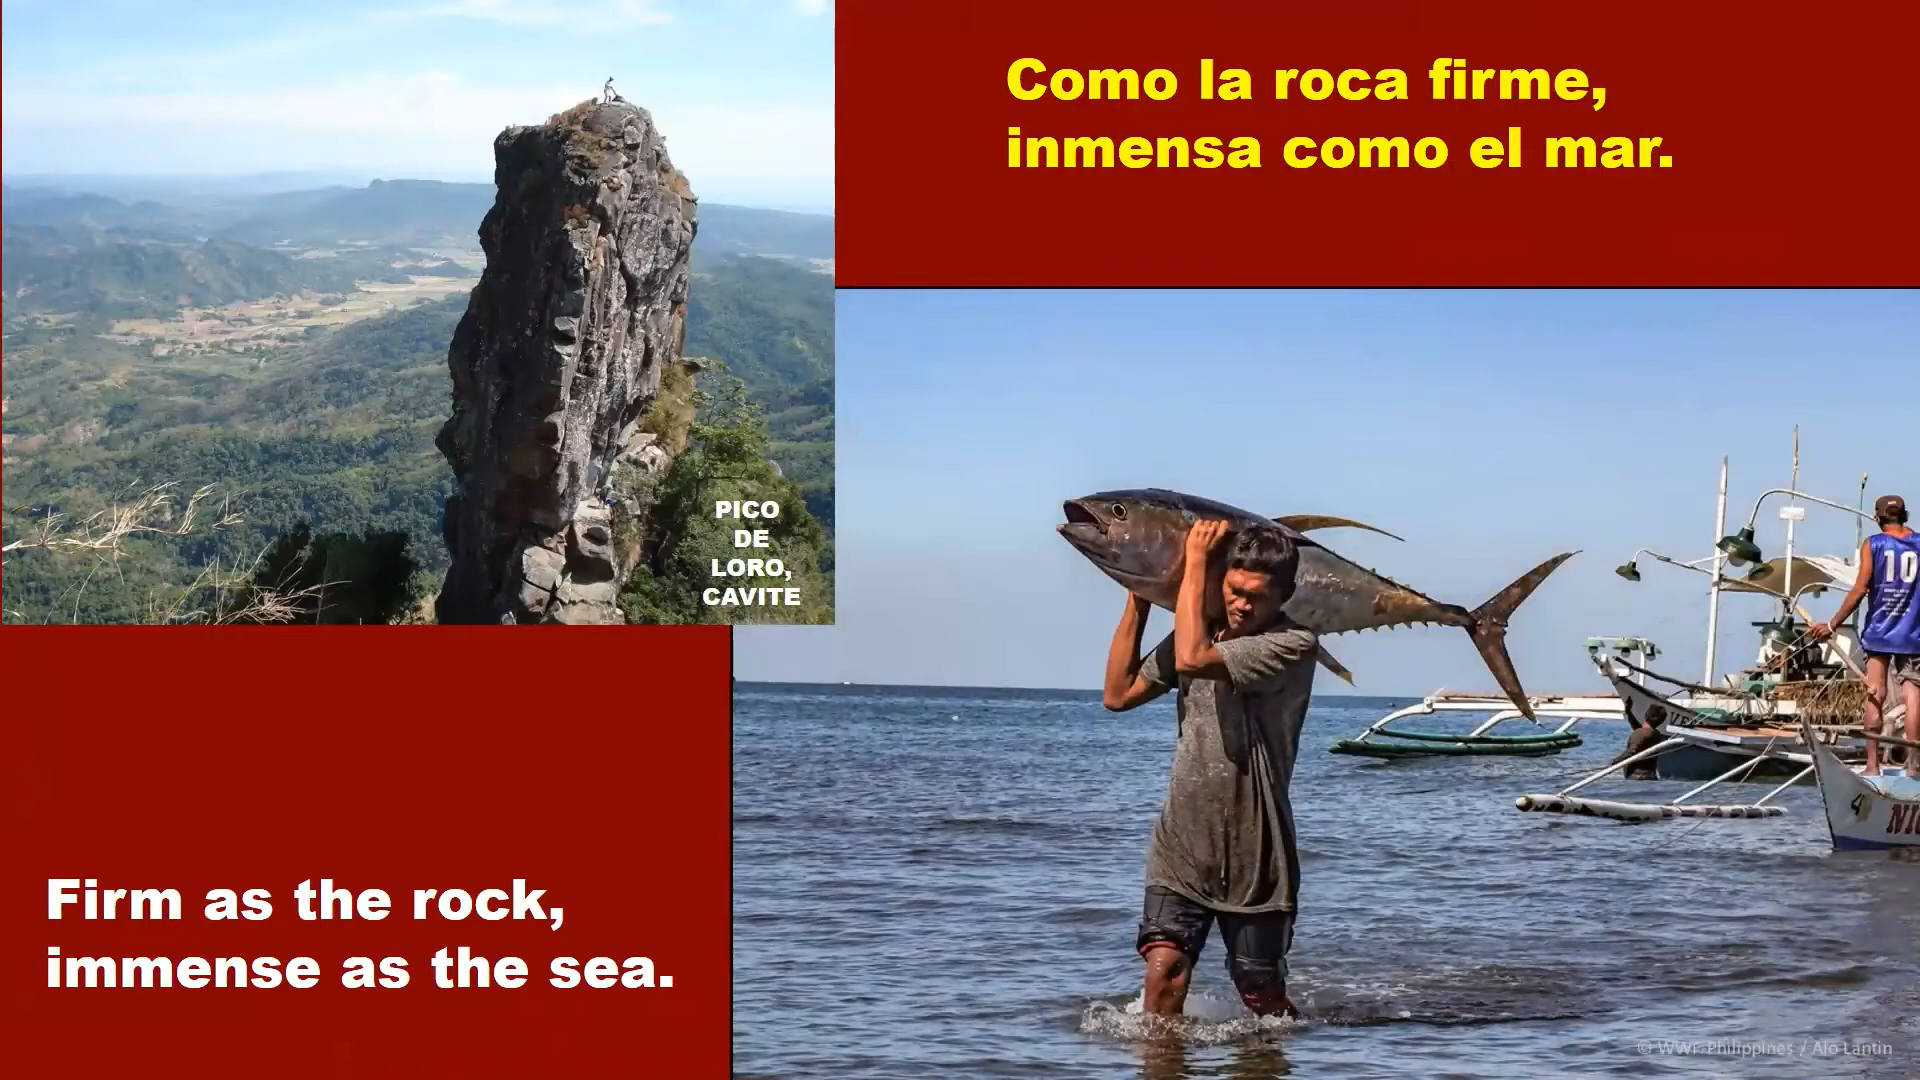 Como la roca firme,
inmensa como el mar.
PICO
DE
LORO,
CAVITE
10
Firm as the rock,
immense as the sea.
© WWF-Philippines / Alo Lantin